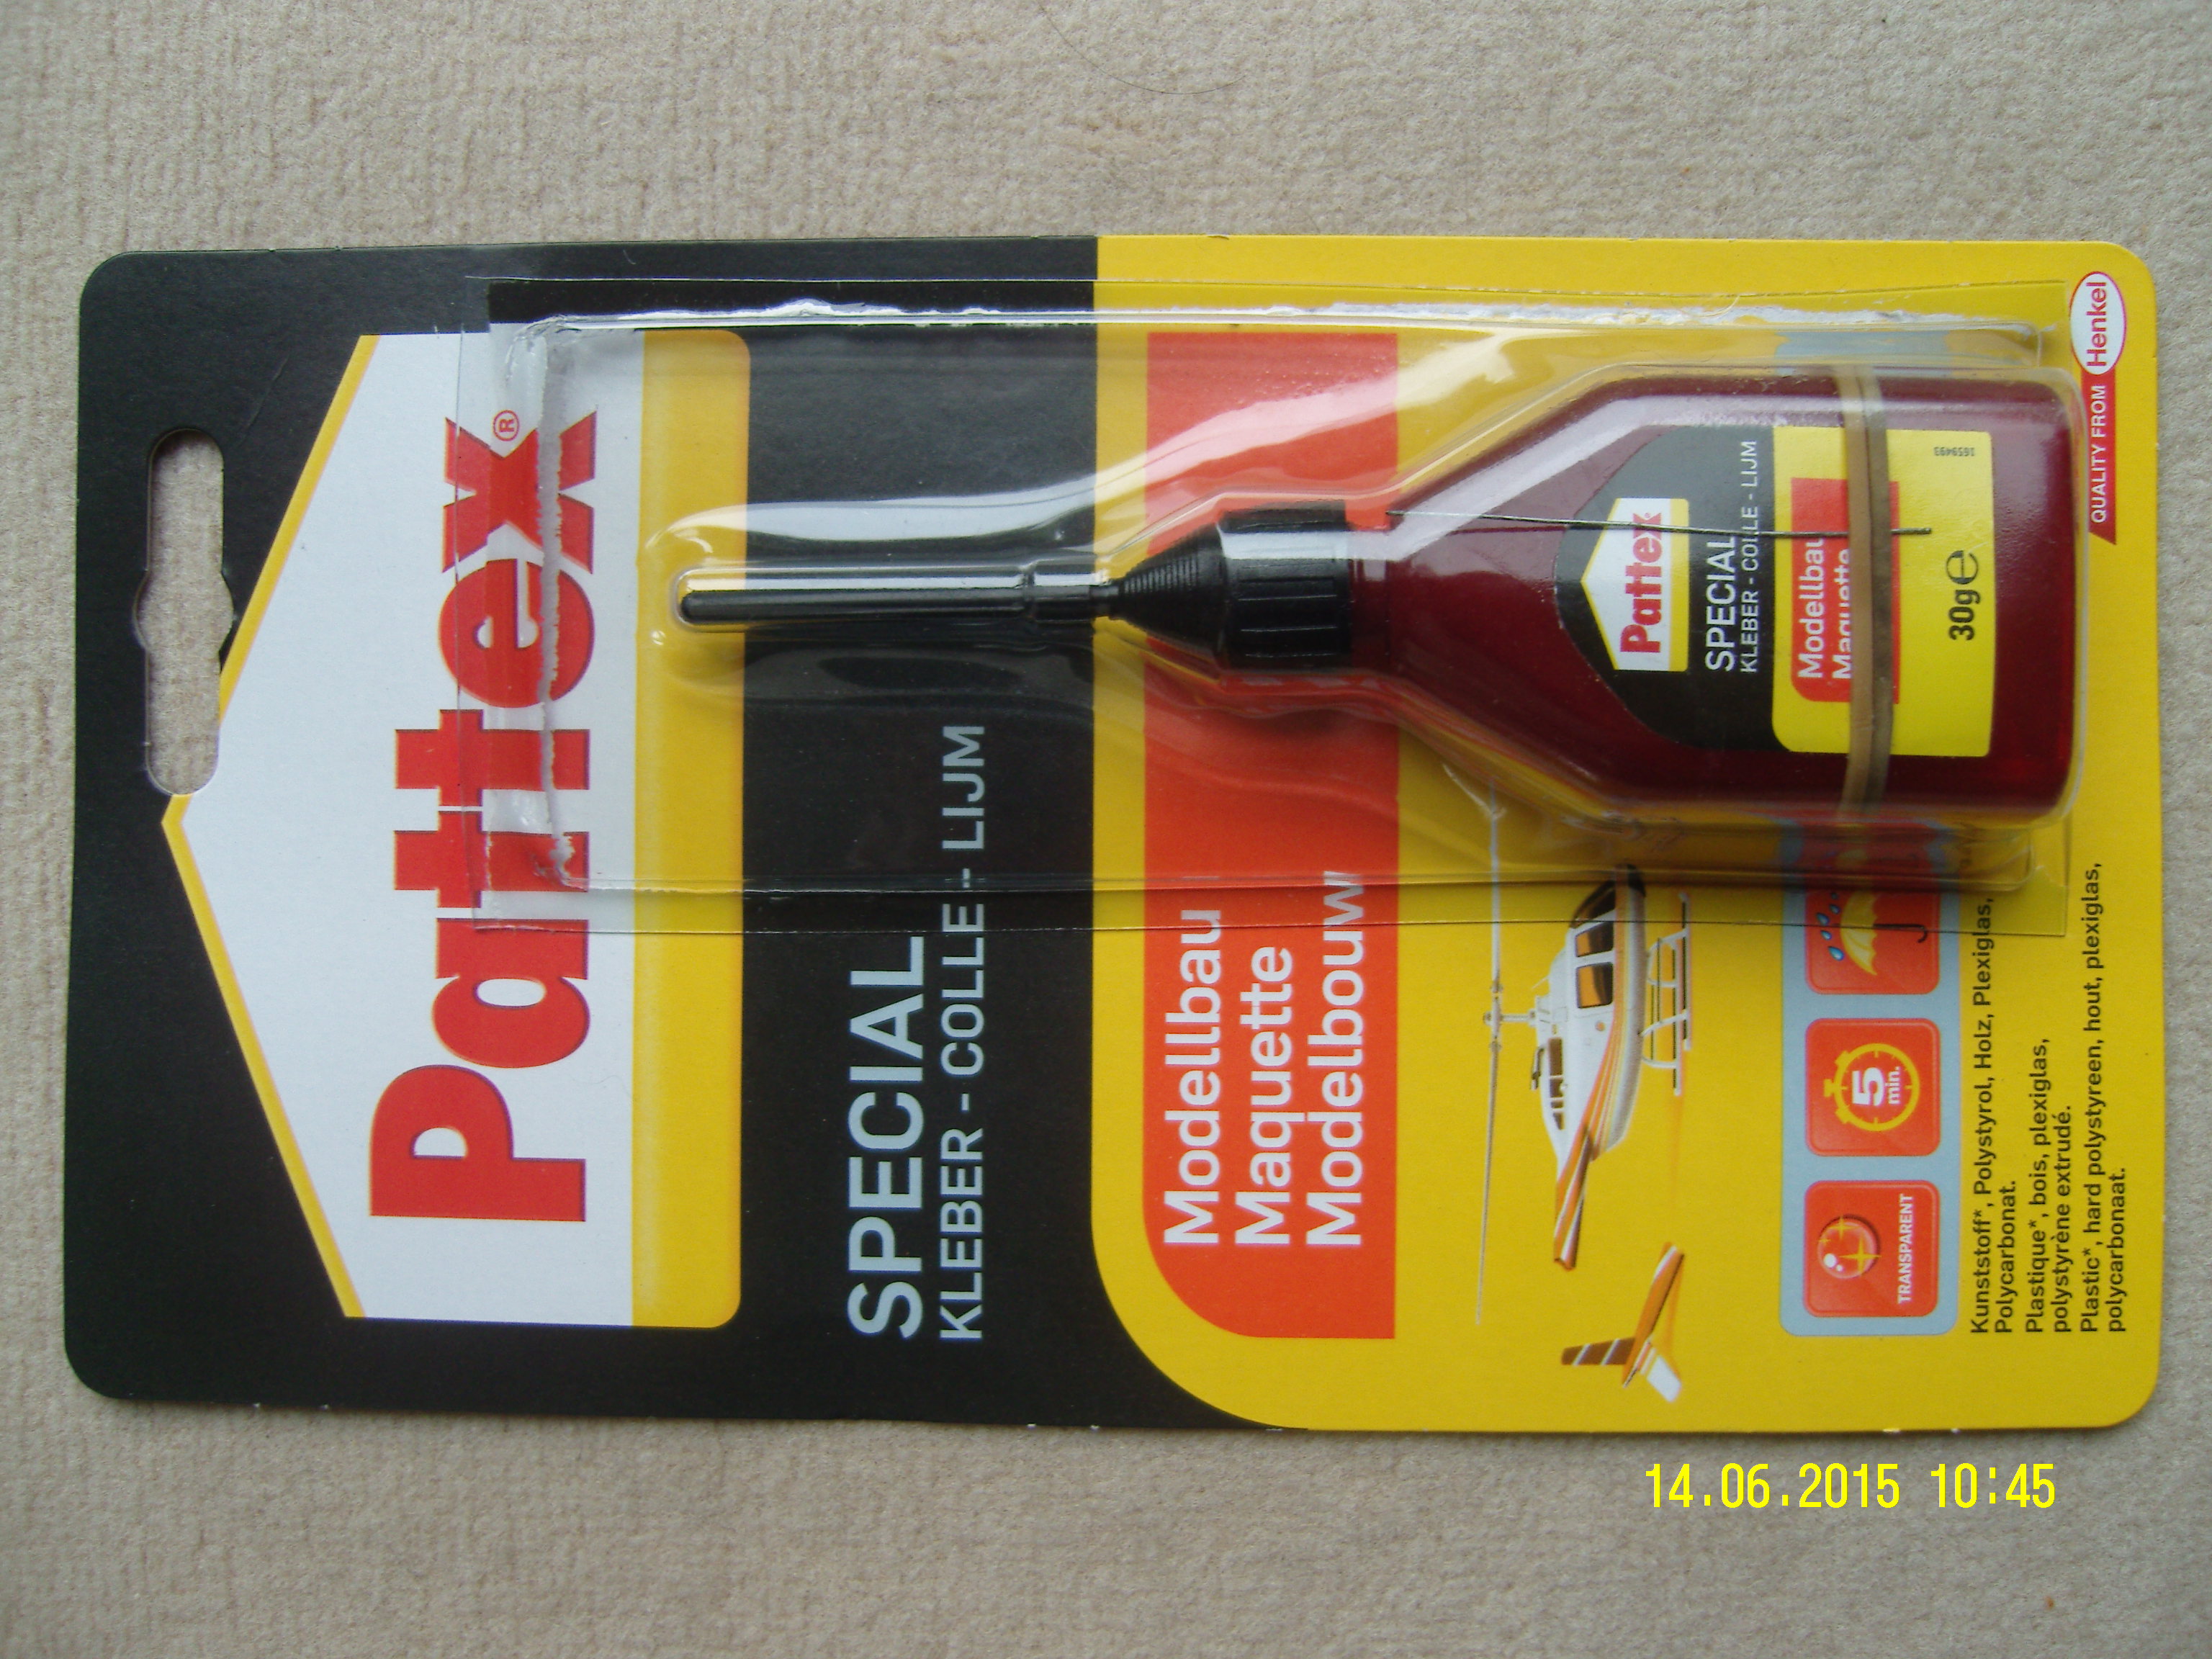 Pattex®
SPECIAL
KLEBER - COLLE - LIJM
Modellbau
Maquette
Modelbouw
Pattex
SPECIAL
KLEBER - COLLE - LIJM
Modellbau
Maquette
30g℮
1659493
TRANSPARENT
5
min.
Kunststoff*, Polystyrol, Holz, Plexiglas,
Polycarbonat.
Plastique*, bois, plexiglas,
polystyrène extrudé.
Plastic*, hard polystyreen, hout, plexiglas,
polycarbonaat.
QUALITY FROM Henkel
14.06.2015 10:45